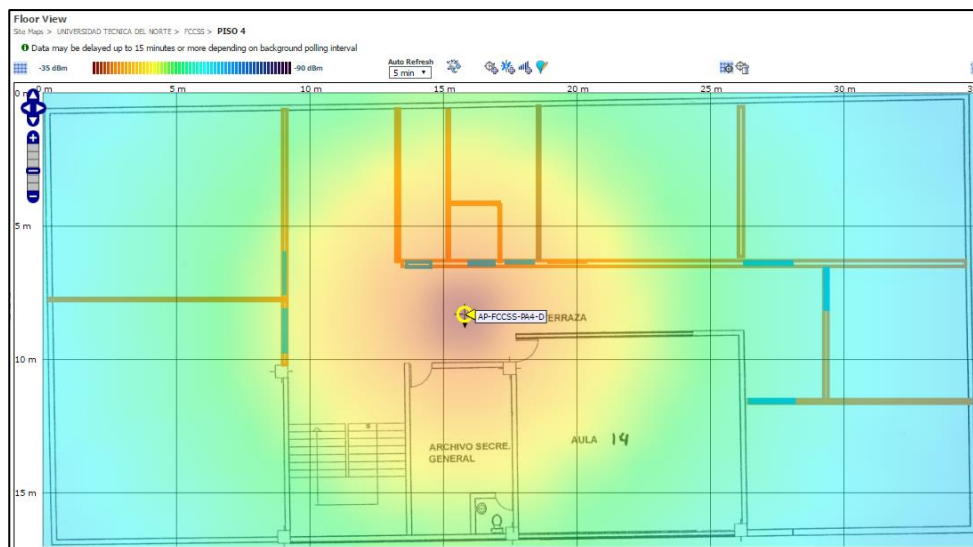 Floor View
Site Maps > UNIVERSIDAD TECNICA DEL NORTE > FCCSS > PISO 4
Data may be delayed up to 15 minutes or more depending on background polling interval
-35 dBm
-90 dBm
Auto Refresh
5 min
0 m
0 m
5 m
10 m
15 m
20 m
25 m
30 m
5 m
AP-FCCSS-PA4-D
ERRAZA
10 m
ARCHIVO SECRE.
GENERAL
AULA 14
15 m